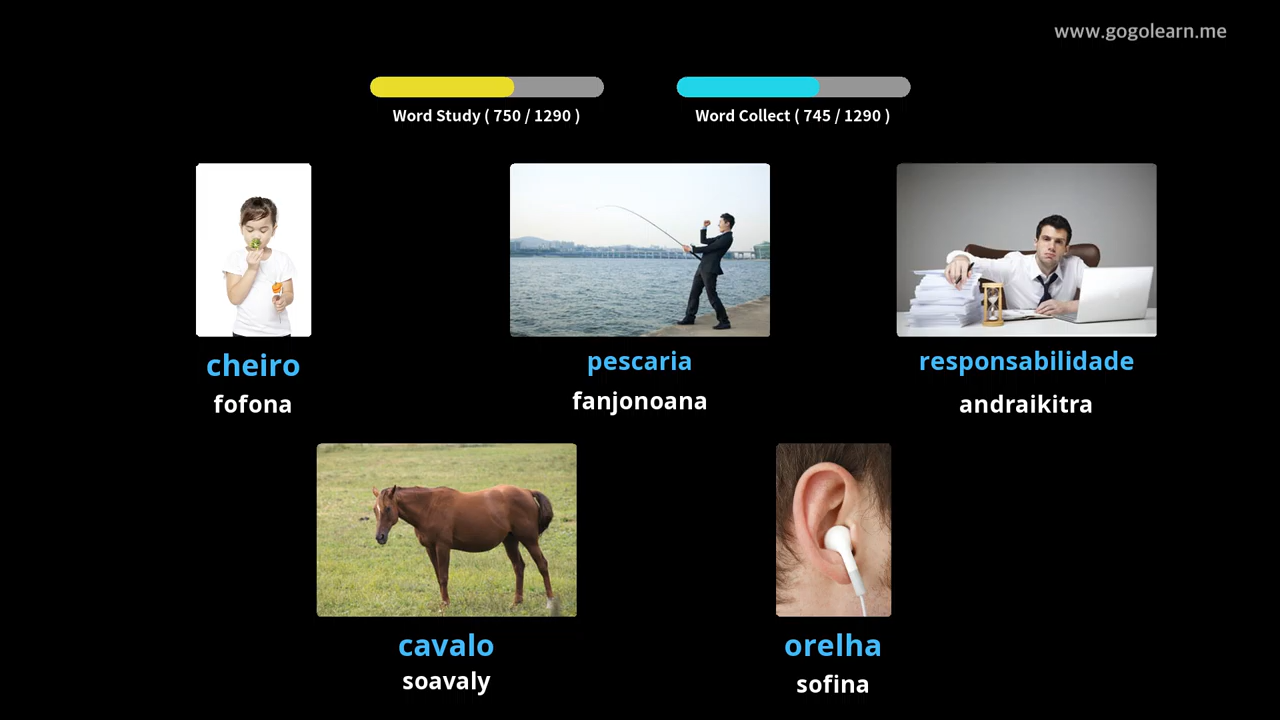 www.gogolearn.me
Word Study ( 750 / 1290 )
Word Collect ( 745 / 1290 )
cheiro
fofona
pescaria
fanjonoana
responsabilidade
andraikitra
cavalo
soavaly
orelha
sofina